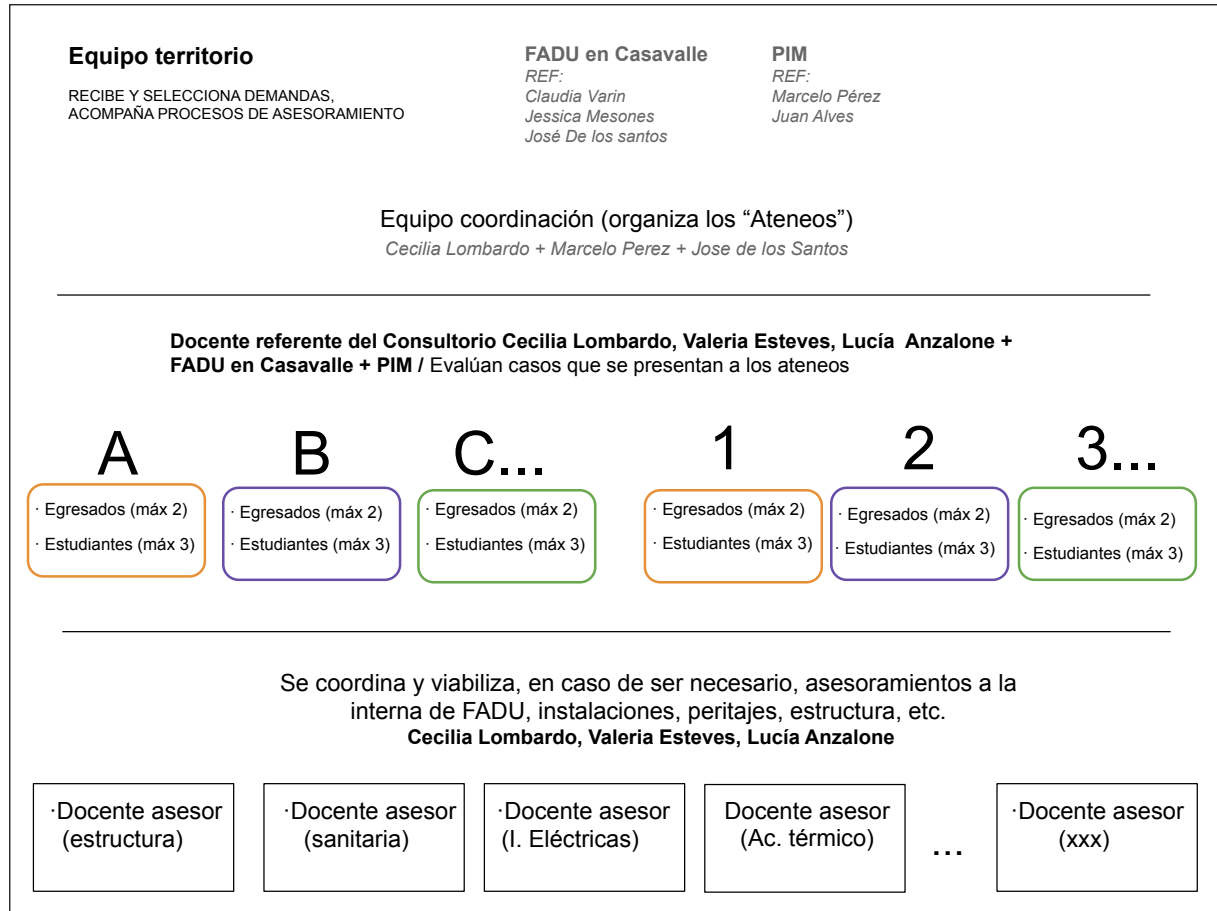 Equipo territorio
RECIBE Y SELECCIONA DEMANDAS,
ACOMPAÑA PROCESOS DE ASESORAMIENTO
FADU en Casavalle
REF:
Claudia Varin
Jessica Mesones
José De los santos
PIM
REF:
Marcelo Pérez
Juan Alves
Equipo coordinación (organiza los “Ateneos”)
Cecilia Lombardo + Marcelo Perez + Jose de los Santos
Docente referente del Consultorio Cecilia Lombardo, Valeria Esteves, Lucía Anzalone +
FADU en Casavalle + PIM / Evalúan casos que se presentan a los ateneos
A
· Egresados (máx 2)
· Estudiantes (máx 3)
B
· Egresados (máx 2)
· Estudiantes (máx 3)
C...
· Egresados (máx 2)
· Estudiantes (máx 3)
1
· Egresados (máx 2)
· Estudiantes (máx 3)
2
· Egresados (máx 2)
· Estudiantes (máx 3)
3...
· Egresados (máx 2)
· Estudiantes (máx 3)
Se coordina y viabiliza, en caso de ser necesario, asesoramientos a la
interna de FADU, instalaciones, peritajes, estructura, etc.
Cecilia Lombardo, Valeria Esteves, Lucía Anzalone
·Docente asesor
(estructura)
·Docente asesor
(sanitaria)
·Docente asesor
(I. Eléctricas)
Docente asesor
(Ac. térmico)
...
·Docente asesor
(xxx)